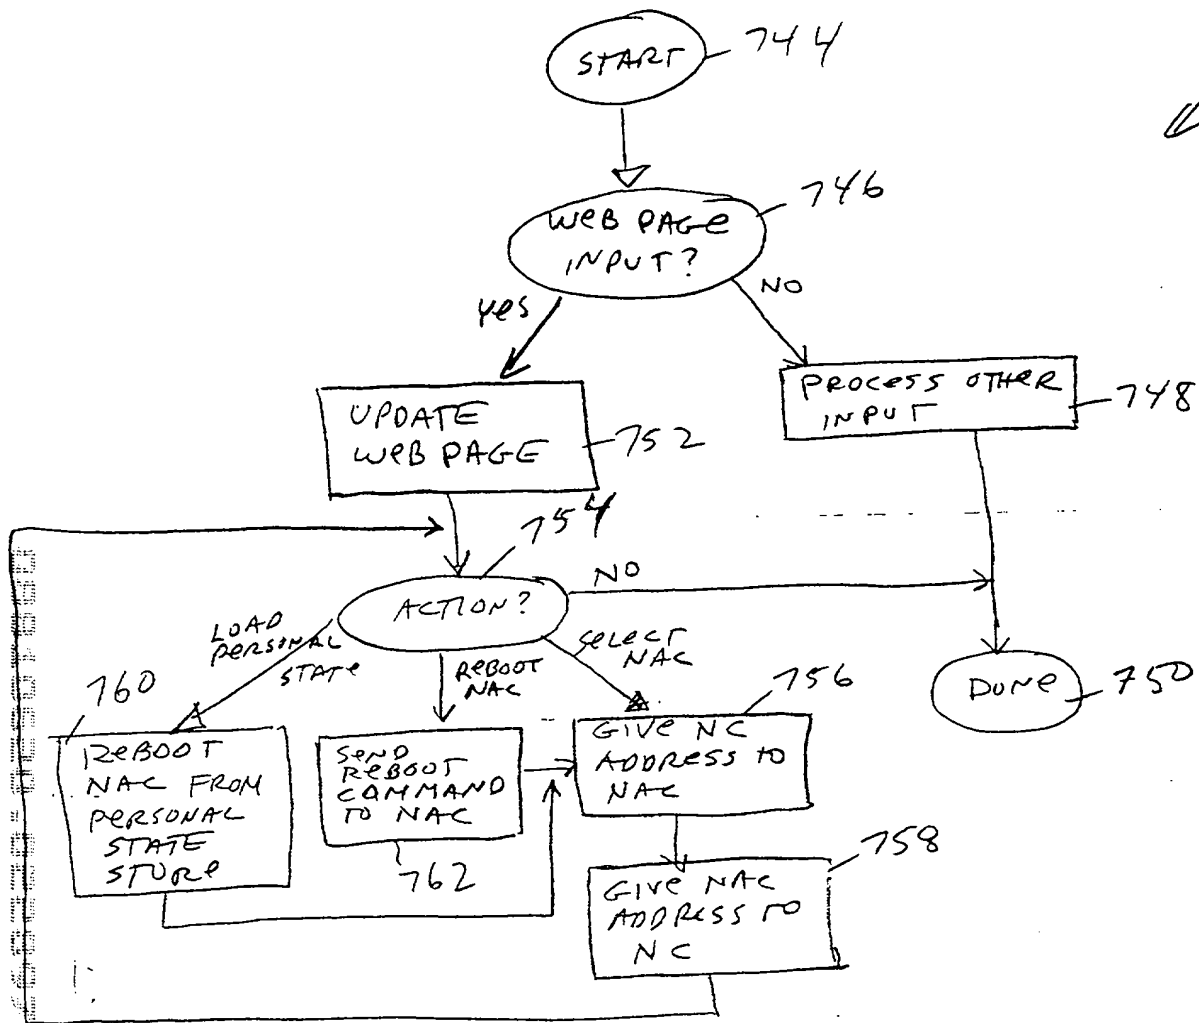 START
744
WEB PAGE
INPUT?
746
YES
NO
UPDATE
WEB PAGE
752
PROCESS OTHER
INPUT
748
754
ACTION?
NO
LOAD
PERSONAL
STATE
REBOOT
NAC
SELECT
NAC
DONE
750
760
REBOOT
NAC FROM
PERSONAL
STATE
STORE
SEND
REBOOT
COMMAND
TO NAC
762
756
GIVE NC
ADDRESS TO
NAC
758
GIVE NAC
ADDRESS TO
NC